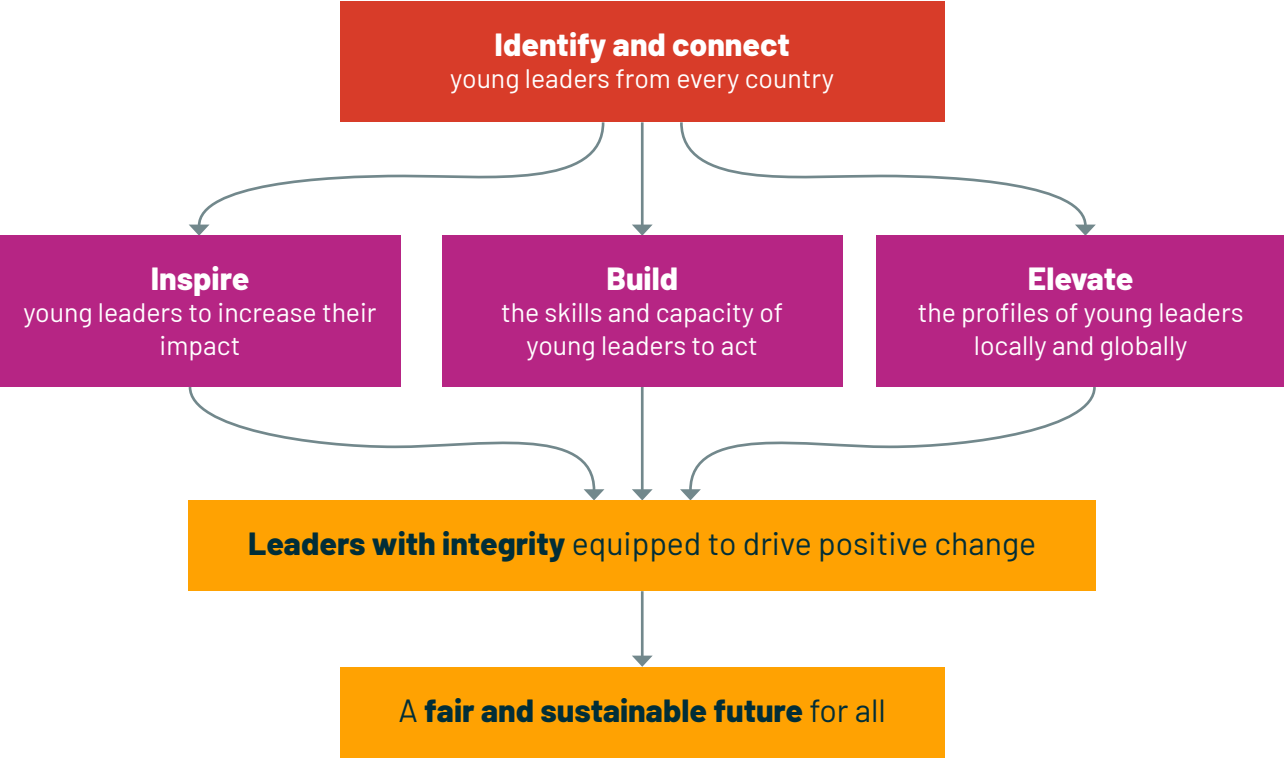 Identify and connect
young leaders from every country
Inspire
young leaders to increase their
impact
Build
the skills and capacity of
young leaders to act
Elevate
the profiles of young leaders
locally and globally
Leaders with integrity equipped to drive positive change
A fair and sustainable future for all